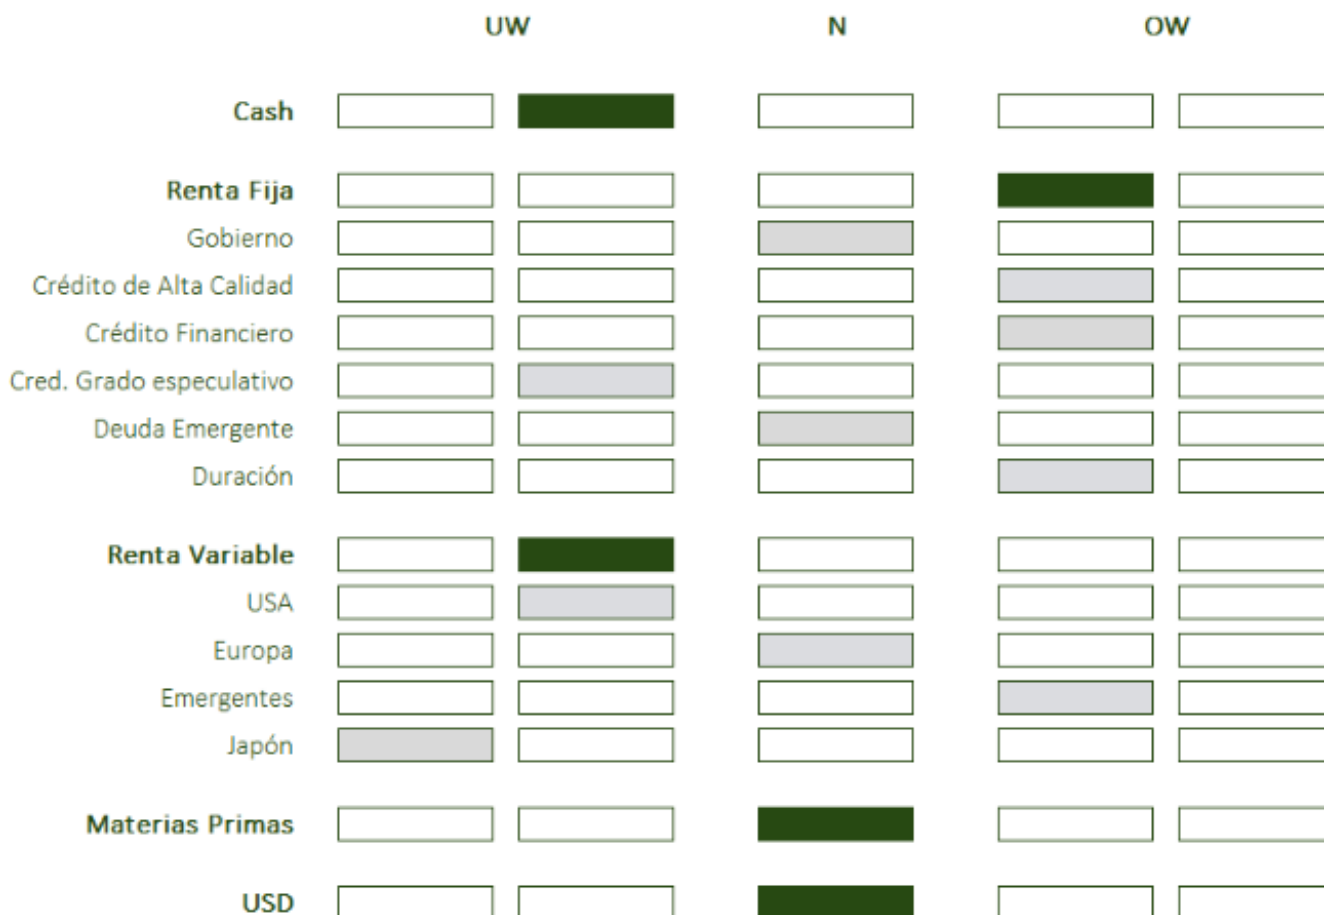 UW N OW
Cash
Renta Fija
Gobierno
Crédito de Alta Calidad
Crédito Financiero
Cred. Grado especulativo
Deuda Emergente
Duración
Renta Variable
USA
Europa
Emergentes
Japón
Materias Primas
USD